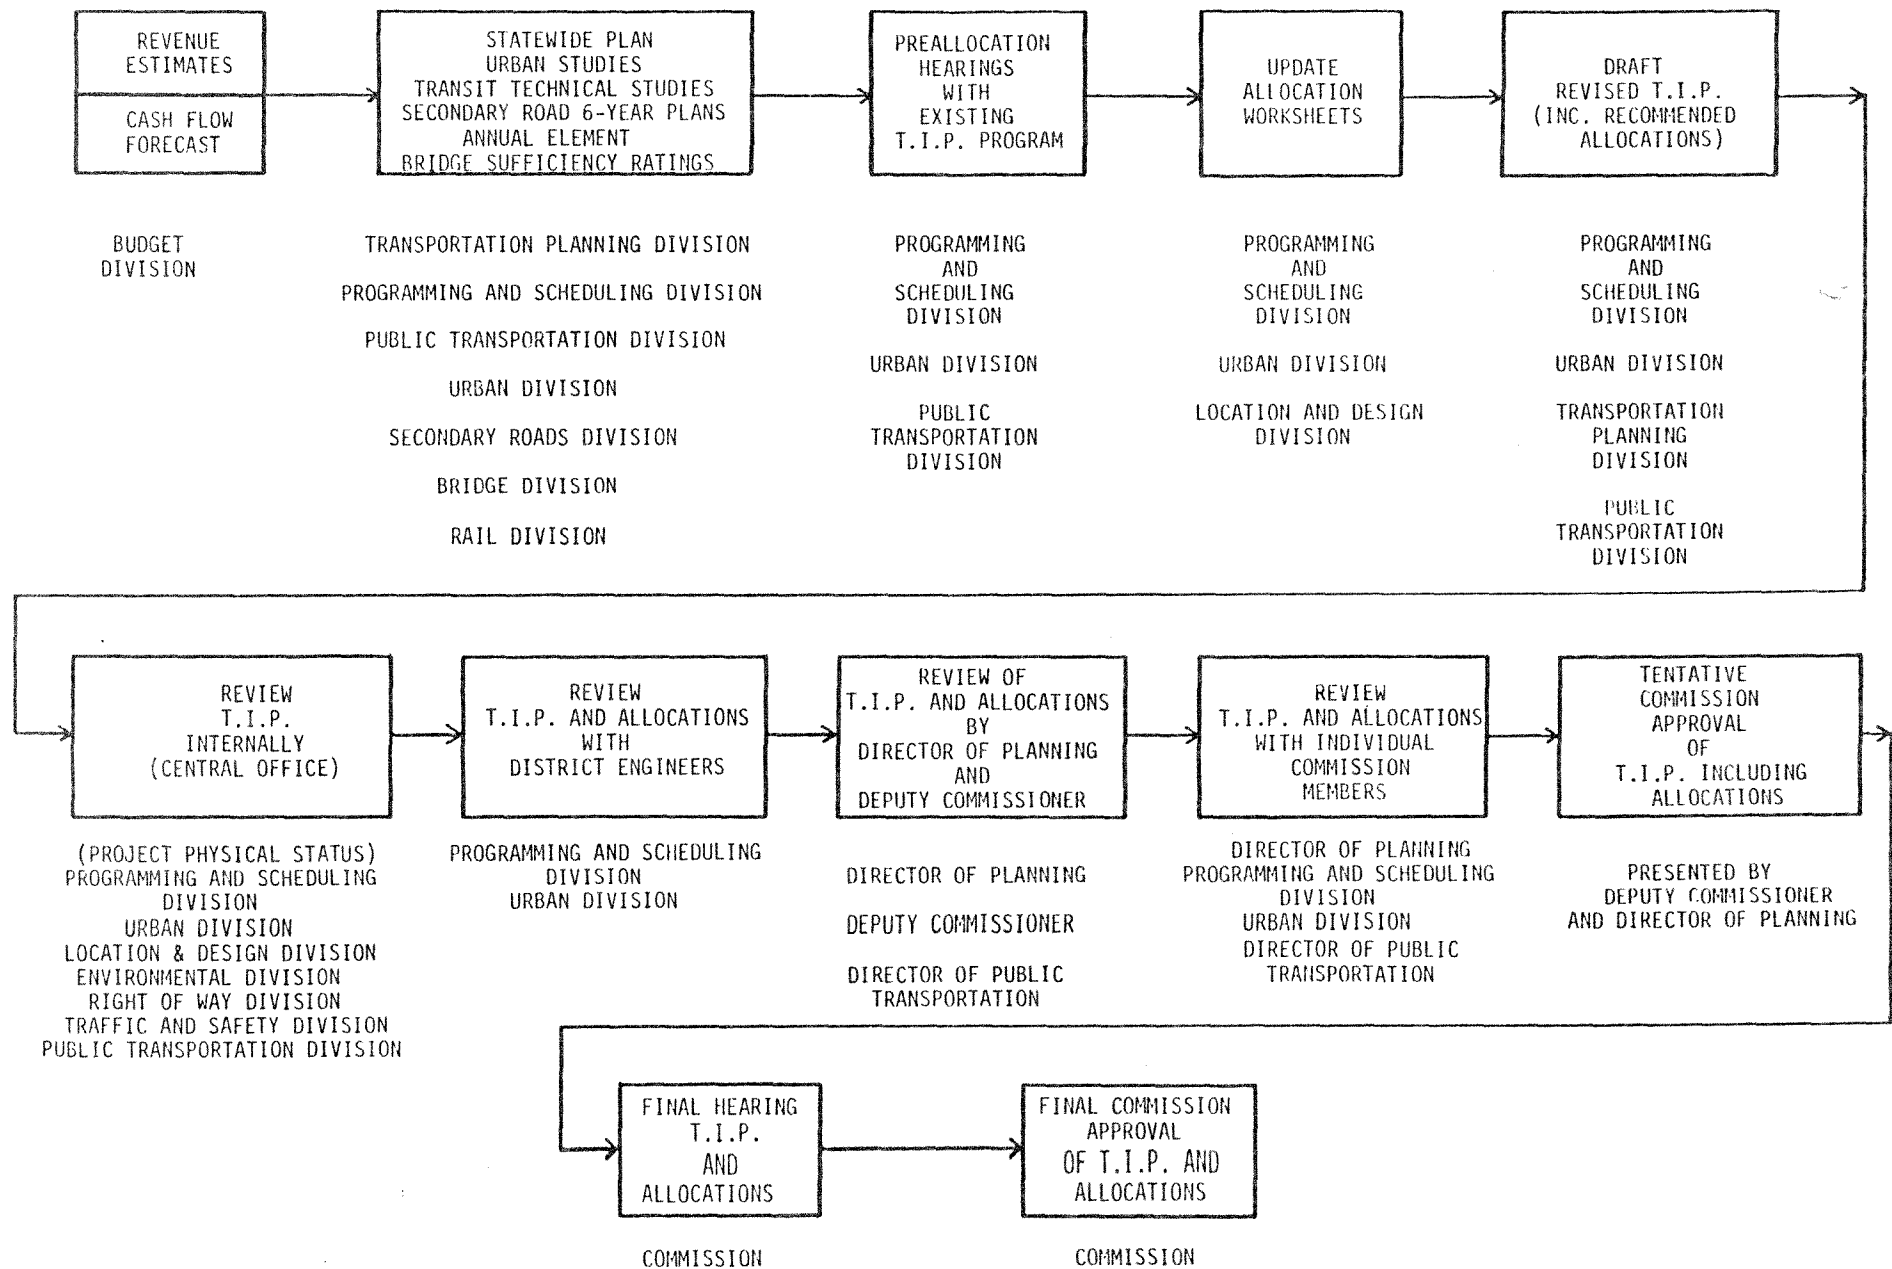 REVENUE
ESTIMATES
CASH FLOW
FORECAST
STATEWIDE PLAN
URBAN STUDIES
TRANSIT TECHNICAL STUDIES
SECONDARY ROAD 6-YEAR PLANS
ANNUAL ELEMENT
BRIDGE SUFFICIENCY RATINGS
PREALLOCATION
HEARINGS
WITH
EXISTING
T.I.P. PROGRAM
UPDATE
ALLOCATION
WORKSHEETS
DRAFT
REVISED T.I.P.
(INC. RECOMMENDED
ALLOCATIONS)
BUDGET
DIVISION
TRANSPORTATION PLANNING DIVISION
PROGRAMMING AND SCHEDULING DIVISION
PUBLIC TRANSPORTATION DIVISION
URBAN DIVISION
SECONDARY ROADS DIVISION
BRIDGE DIVISION
RAIL DIVISION
PROGRAMMING
AND
SCHEDULING
DIVISION
URBAN DIVISION
PUBLIC
TRANSPORTATION
DIVISION
PROGRAMMING
AND
SCHEDULING
DIVISION
URBAN DIVISION
LOCATION AND DESIGN
DIVISION
PROGRAMMING
AND
SCHEDULING
DIVISION
URBAN DIVISION
TRANSPORTATION
PLANNING
DIVISION
PUBLIC
TRANSPORTATION
DIVISION
REVIEW
T.I.P.
INTERNALLY
(CENTRAL OFFICE)
REVIEW
T.I.P. AND ALLOCATIONS
WITH
DISTRICT ENGINEERS
REVIEW OF
T.I.P. AND ALLOCATIONS
BY
DIRECTOR OF PLANNING
AND
DEPUTY COMMISSIONER
REVIEW
T.I.P. AND ALLOCATIONS
WITH INDIVIDUAL
COMMISSION
MEMBERS
TENTATIVE
COMMISSION
APPROVAL
OF
T.I.P. INCLUDING
ALLOCATIONS
(PROJECT PHYSICAL STATUS)
PROGRAMMING AND SCHEDULING
DIVISION
URBAN DIVISION
LOCATION & DESIGN DIVISION
ENVIRONMENTAL DIVISION
RIGHT OF WAY DIVISION
TRAFFIC AND SAFETY DIVISION
PUBLIC TRANSPORTATION DIVISION
PROGRAMMING AND SCHEDULING
DIVISION
URBAN DIVISION
DIRECTOR OF PLANNING
DEPUTY COMMISSIONER
DIRECTOR OF PUBLIC
TRANSPORTATION
DIRECTOR OF PLANNING
PROGRAMMING AND SCHEDULING
DIVISION
URBAN DIVISION
DIRECTOR OF PUBLIC
TRANSPORTATION
PRESENTED BY
DEPUTY COMMISSIONER
AND DIRECTOR OF PLANNING
FINAL HEARING
T.I.P.
AND
ALLOCATIONS
FINAL COMMISSION
APPROVAL
OF T.I.P. AND
ALLOCATIONS
COMMISSION
COMMISSION